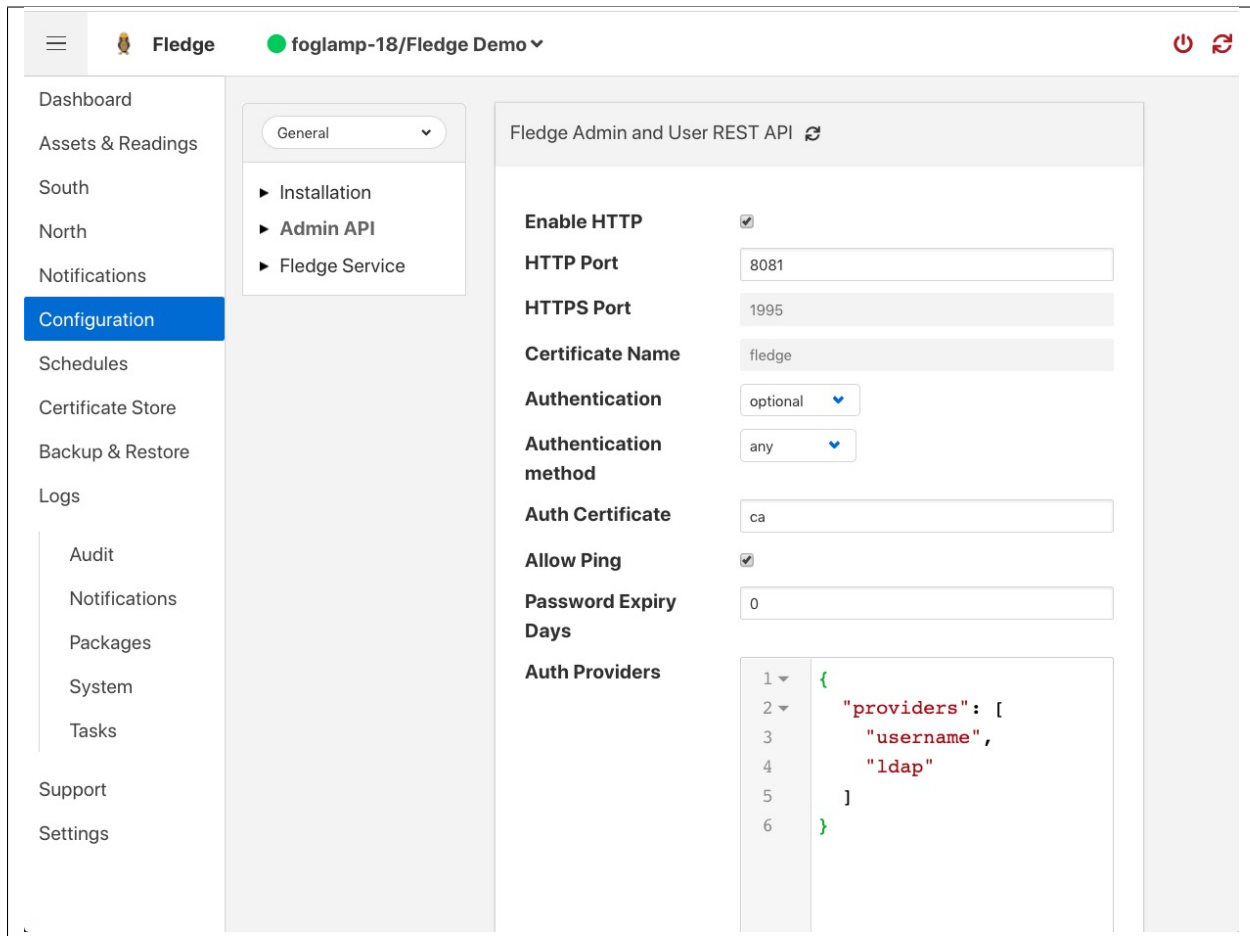 Fledge
foglamp-18/Fledge Demo
Dashboard
Assets & Readings
South
North
Notifications
Configuration
Schedules
Certificate Store
Backup & Restore
Logs
Audit
Notifications
Packages
System
Tasks
Support
Settings
General
Installation
Admin API
Fledge Service
Fledge Admin and User REST API
Enable HTTP
HTTP Port
8081
HTTPS Port
1995
Certificate Name
fledge
Authentication
optional
Authentication
method
any
Auth Certificate
ca
Allow Ping
Password Expiry
Days
0
Auth Providers
1 {
2 "providers": [
3 "username",
4 "ldap"
5 ]
6 }